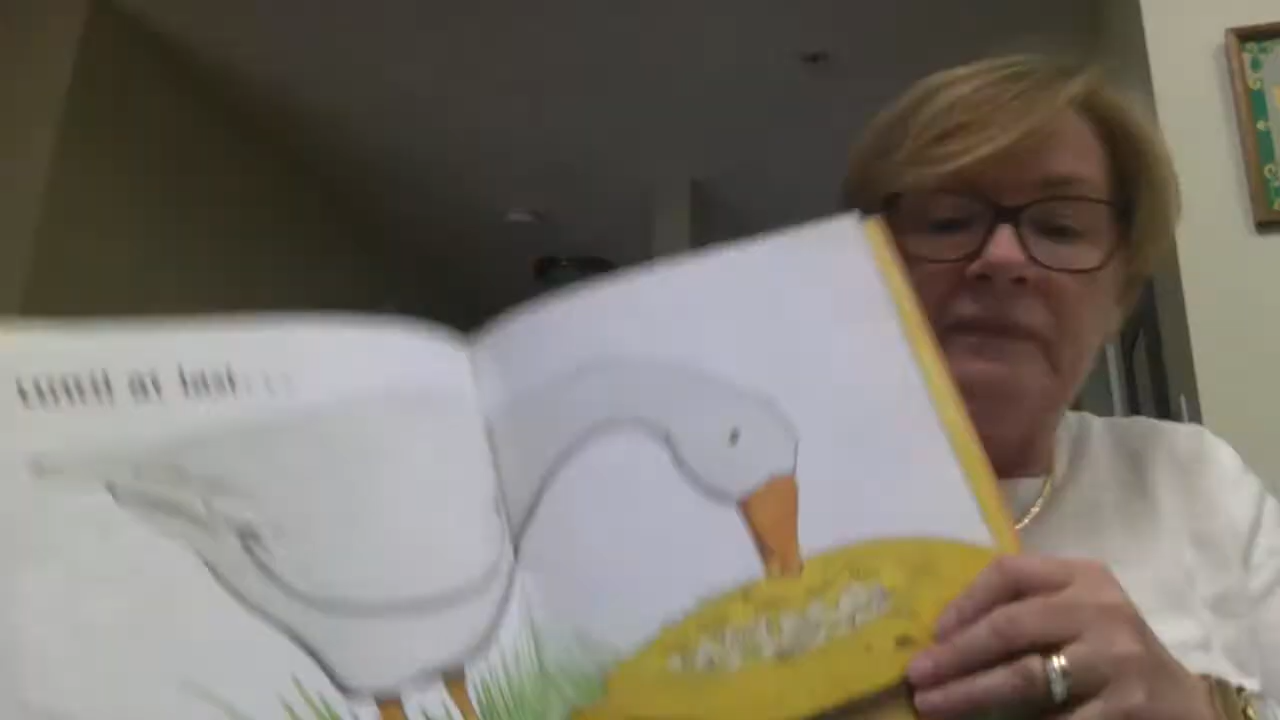 until at last . . .